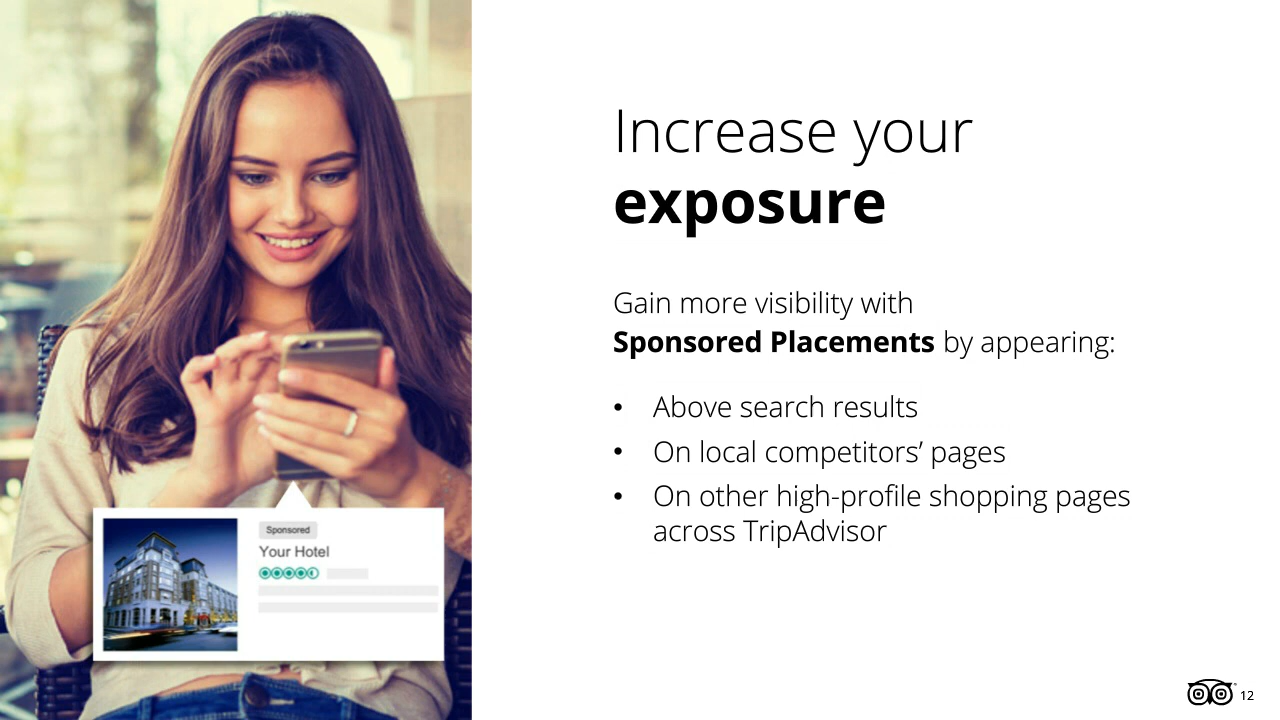 Increase your
exposure
Gain more visibility with
Sponsored Placements by appearing:
• Above search results
• On local competitors’ pages
• On other high-profile shopping pages
across TripAdvisor
Sponsored
Your Hotel
12